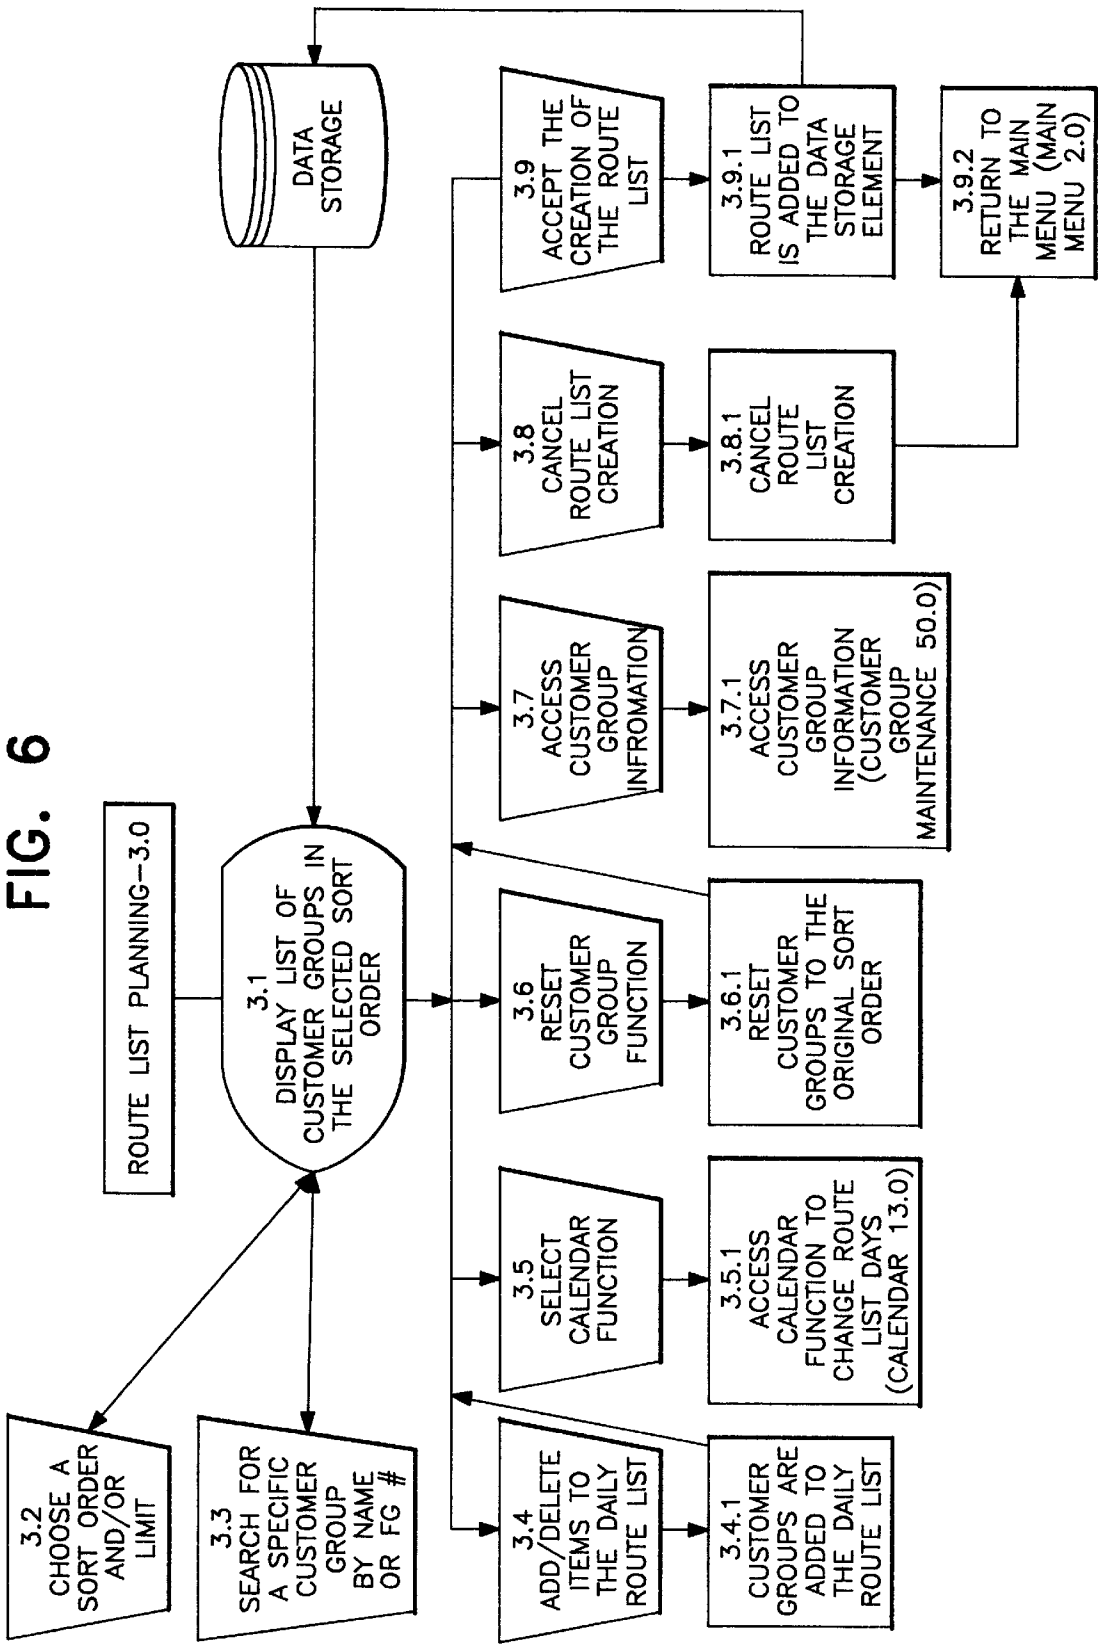 FIG. 6
ROUTE LIST PLANNING-3.0
3.1
DISPLAY LIST OF
CUSTOMER GROUPS IN
THE SELECTED SORT
ORDER
DATA
STORAGE
3.2
CHOOSE A
SORT ORDER
AND/OR
LIMIT
3.3
SEARCH FOR
A SPECIFIC
CUSTOMER
GROUP
BY NAME
OR FG #
3.4
ADD/DELETE
ITEMS TO
THE DAILY
ROUTE LIST
3.5
SELECT
CALENDAR
FUNCTION
3.6
RESET
CUSTOMER
GROUP
FUNCTION
3.7
ACCESS
CUSTOMER
GROUP
INFROMATION
3.8
CANCEL
ROUTE LIST
CREATION
3.9
ACCEPT THE
CREATION OF
THE ROUTE
LIST
3.4.1
CUSTOMER
GROUPS ARE
ADDED TO
THE DAILY
ROUTE LIST
3.5.1
ACCESS
CALENDAR
FUNCTION TO
CHANGE ROUTE
LIST DAYS
(CALENDAR 13.0)
3.6.1
RESET
CUSTOMER
GROUPS TO THE
ORIGINAL SORT
ORDER
3.7.1
ACCESS
CUSTOMER
GROUP
INFORMATION
(CUSTOMER
GROUP
MAINTENANCE 50.0)
3.8.1
CANCEL
ROUTE
LIST
CREATION
3.9.1
ROUTE LIST
IS ADDED TO
THE DATA
STORAGE
ELEMENT
3.9.2
RETURN TO
THE MAIN
MENU (MAIN
MENU 2.0)